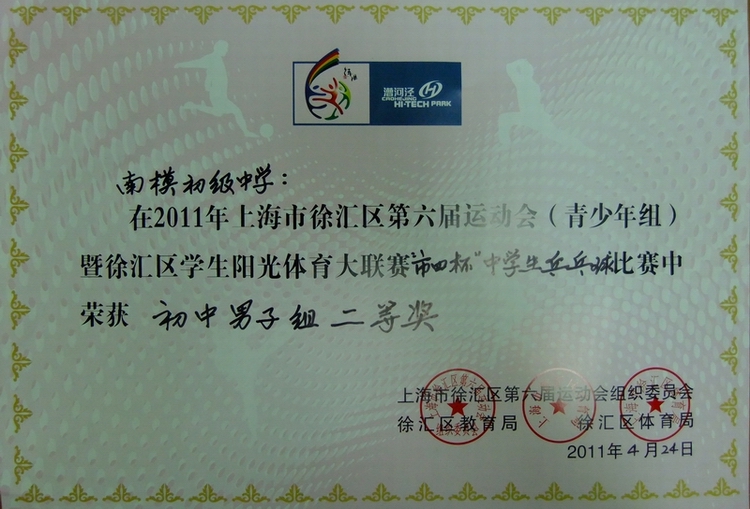 漕河泾
CAOHEJING
HI-TECH PARK
南模初级中学:
在2011年上海市徐汇区第六届运动会(青少年组)
暨徐汇区学生阳光体育大联赛“市四杯”中学生乒乓球比赛中
荣获 初中男子组二等奖
上海市徐汇区第六届运动会组织委员会
徐汇区教育局 徐汇区体育局
2011年4月24日